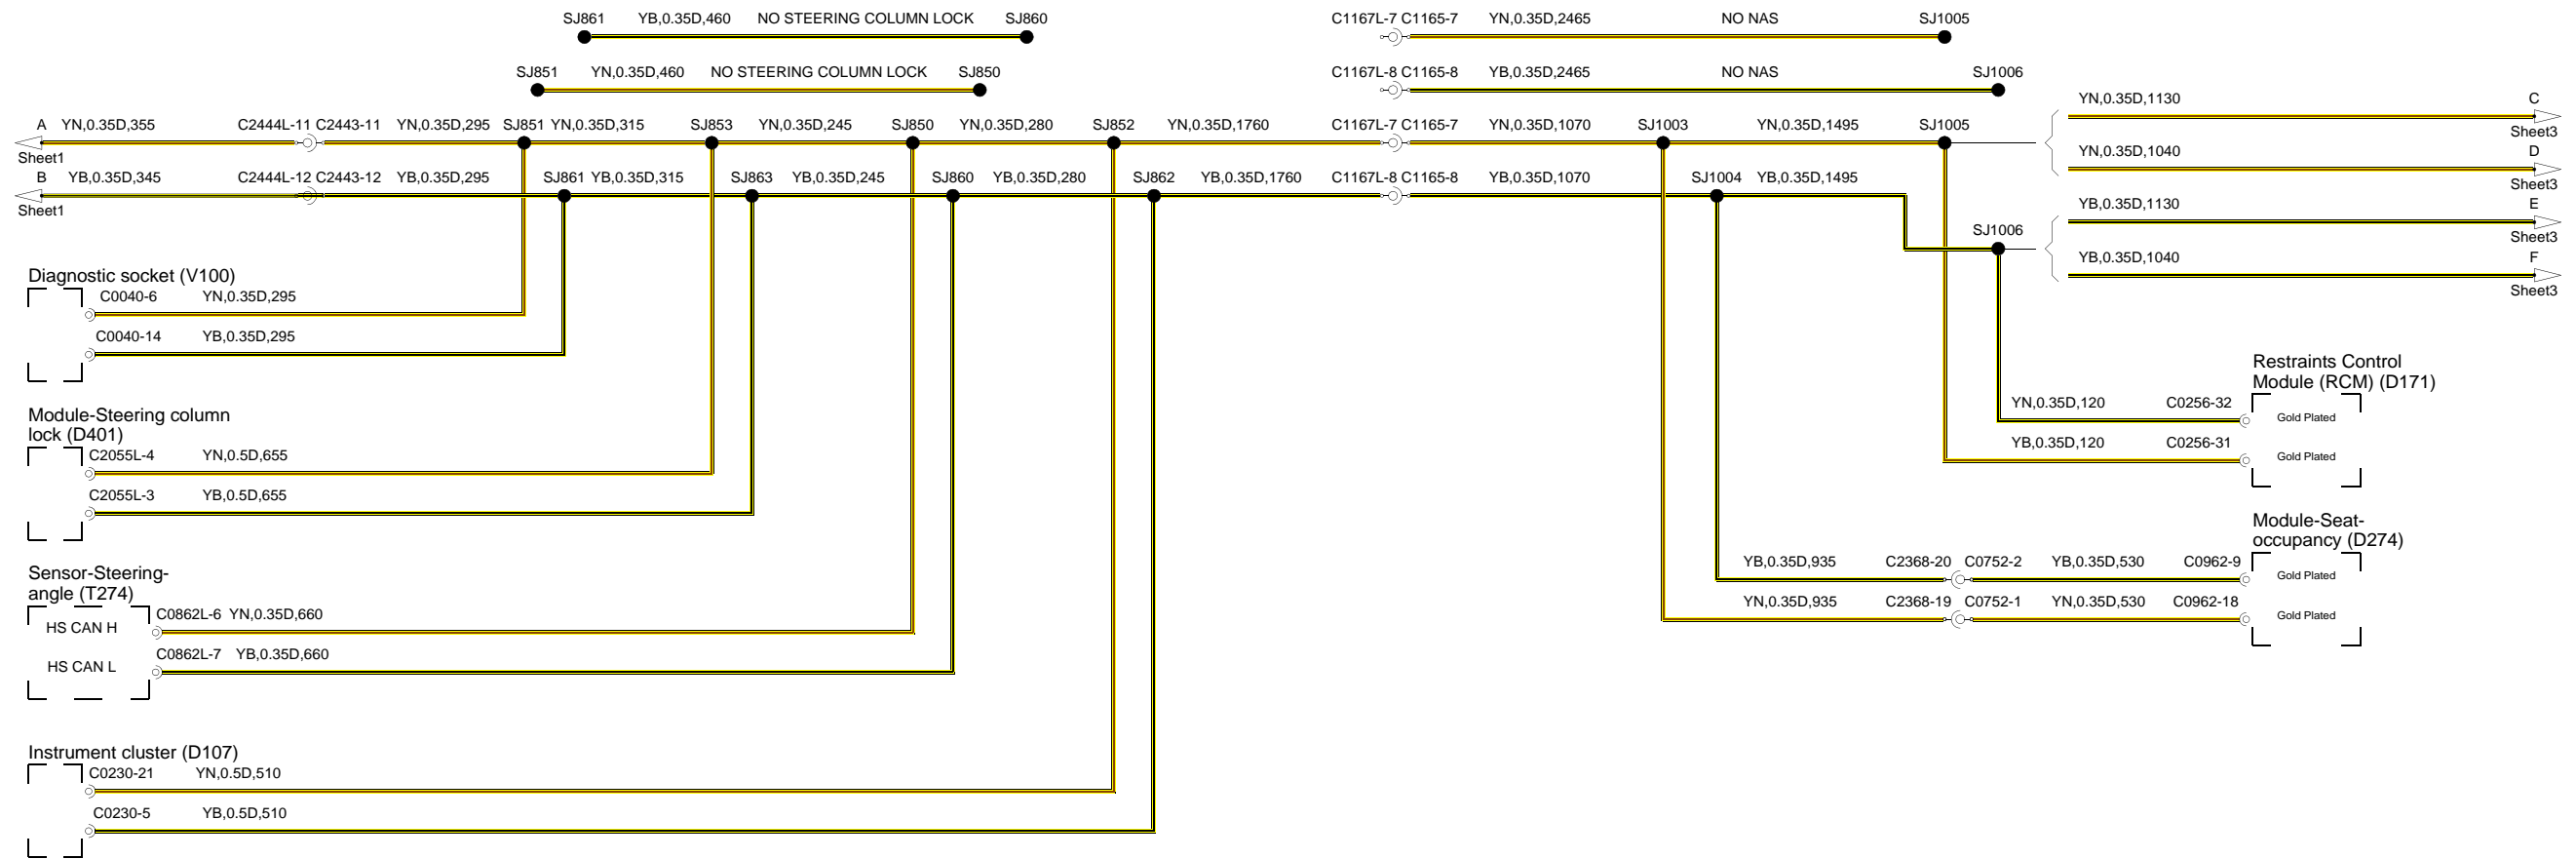 SJ861 YB,0.35D,460 NO STEERING COLUMN LOCK SJ860 C1167L-7 C1165-7 YN,0.35D,2465 NO NAS SJ1005
SJ851 YN,0.35D,460 NO STEERING COLUMN LOCK SJ850 C1167L-8 C1165-8 YB,0.35D,2465 NO NAS SJ1006
YN,0.35D,1130 C
A YN,0.35D,355 C2444L-11 C2443-11 YN,0.35D,295 SJ851 YN,0.35D,315 SJ853 YN,0.35D,245 SJ850 YN,0.35D,280 SJ852 YN,0.35D,1760 C1167L-7 C1165-7 YN,0.35D,1070 SJ1003 YN,0.35D,1495 SJ1005
Sheet3
Sheet1
YN,0.35D,1040 D
B YB,0.35D,345 C2444L-12 C2443-12 YB,0.35D,295 SJ861 YB,0.35D,315 SJ863 YB,0.35D,245 SJ860 YB,0.35D,280 SJ862 YB,0.35D,1760 C1167L-8 C1165-8 YB,0.35D,1070 SJ1004 YB,0.35D,1495
Sheet3
Sheet1
YB,0.35D,1130 E
SJ1006
Sheet3
YB,0.35D,1040 F
Sheet3
Diagnostic socket (V100)
C0040-6 YN,0.35D,295
C0040-14 YB,0.35D,295
Restraints Control
Module (RCM) (D171)
YN,0.35D,120 C0256-32 Gold Plated
YB,0.35D,120 C0256-31 Gold Plated
Module-Steering column
lock (D401)
C2055L-4 YN,0.5D,655
C2055L-3 YB,0.5D,655
Module-Seat-
occupancy (D274)
YB,0.35D,935 C2368-20 C0752-2 YB,0.35D,530 C0962-9 Gold Plated
YN,0.35D,935 C2368-19 C0752-1 YN,0.35D,530 C0962-18 Gold Plated
Sensor-Steering-
angle (T274)
HS CAN H C0862L-6 YN,0.35D,660
HS CAN L C0862L-7 YB,0.35D,660
Instrument cluster (D107)
C0230-21 YN,0.5D,510
C0230-5 YB,0.5D,510